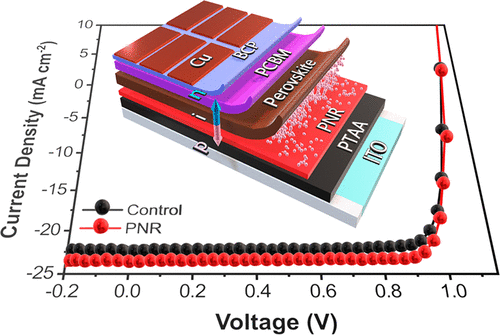 10
5
0
-5
-10
-15
-20
-25
Current Density (mA cm-2)
Cu
BCP
PCBM
Perovskite
PNR
PTAA
ITO
n
i
p
Control
PNR
-0.2
0.0
0.2
0.4
0.6
0.8
1.0
Voltage (V)